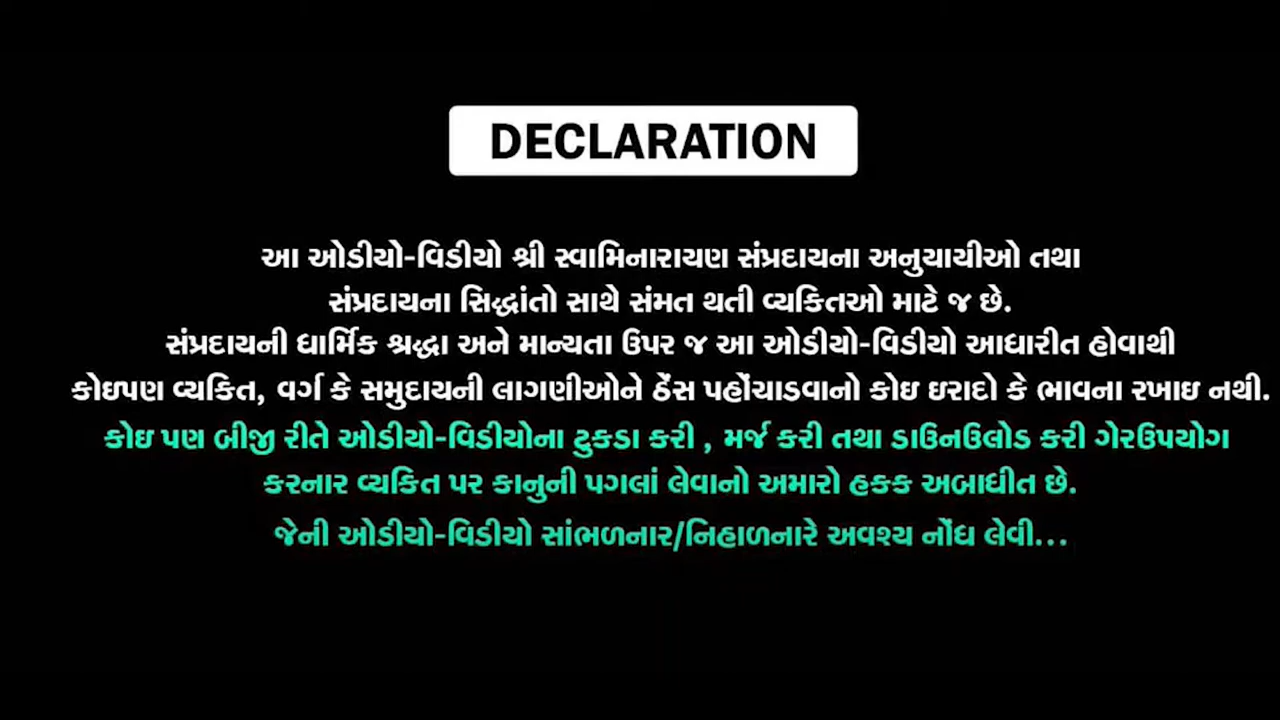 DECLARATION
આ ઓડીયો-વિડીયો શ્રી સ્વામિનારાયણ સંપ્રદાયના અનુયાયીઓ તથા
સંપ્રદાયના સિદ્ધાંતો સાથે સંમત થતી વ્યકિતઓ માટે જ છે.
સંપ્રદાયની ધાર્મિક શ્રદ્ધા અને માન્યતા ઉપર જ આ ઓડીયો-વિડીયો આધારીત હોવાથી
કોઇપણ વ્યકિત, વર્ગ કે સમુદાયની લાગણીઓને ઠેંસ પહોંચાડવાનો કોઇ ઇરાદો કે ભાવના રખાઇ નથી.
કોઇ પણ બીજી રીતે ઓડીયો-વિડીયોના ટુકડા કરી , મર્જ કરી તથા ડાઉનઉલોડ કરી ગેરઉપયોગ
કરનાર વ્યકિત પર કાનુની પગલાં લેવાનો અમારો હકક અબાધીત છે.
જેની ઓડીયો-વિડીયો સાંભળનાર/નિહાળનારે અવશ્ય નોંધ લેવી...